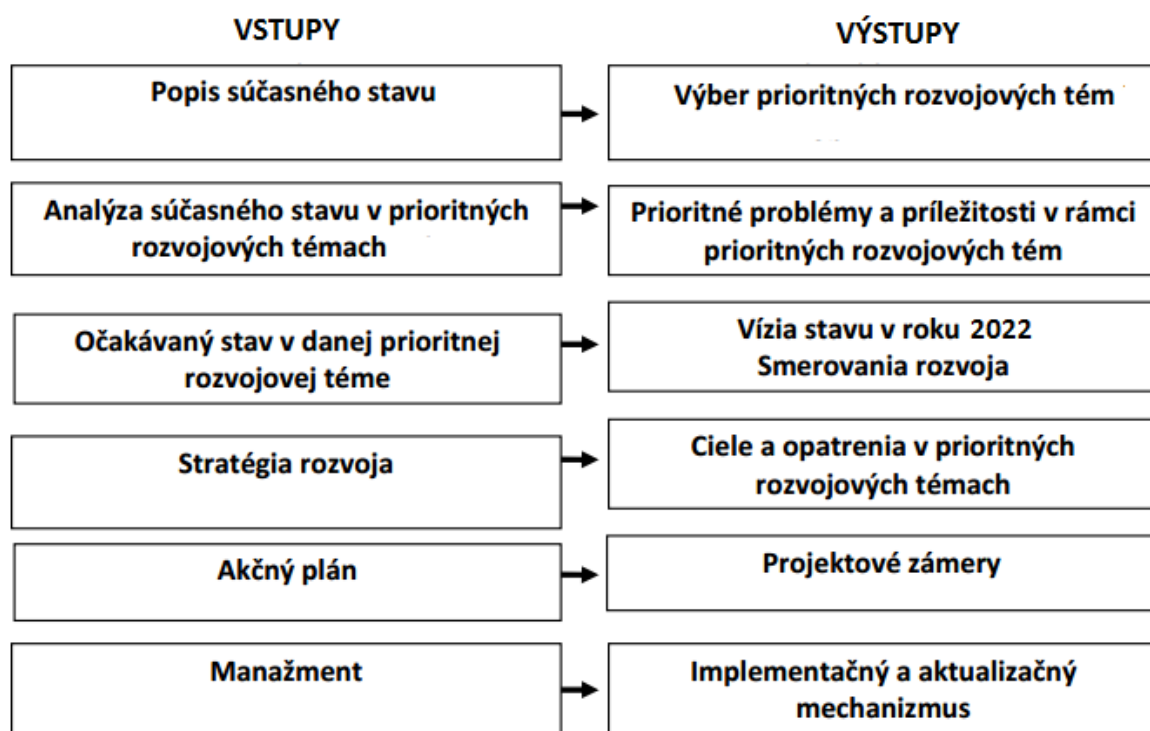 VSTUPY
VÝSTUPY
Popis súčasného stavu
Výber prioritných rozvojových tém
Analýza súčasného stavu v prioritných
rozvojových témach
Prioritné problémy a príležitosti v rámci
prioritných rozvojových tém
Očakávaný stav v danej prioritnej
rozvojovej téme
Vízia stavu v roku 2022
Smerovania rozvoja
Stratégia rozvoja
Ciele a opatrenia v prioritných
rozvojových témach
Akčný plán
Projektové zámery
Manažment
Implementačný a aktualizačný
mechanizmus